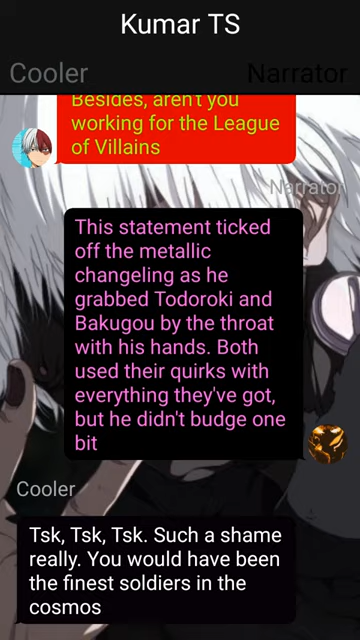 Kumar TS
Cooler
Narrator
Besides, aren't you
working for the League
of Villains
Narrator
This statement ticked
off the metallic
changeling as he
grabbed Todoroki and
Bakugou by the throat
with his hands. Both
used their quirks with
everything they've got,
but he didn't budge one
bit
Cooler
Tsk, Tsk, Tsk. Such a shame
really. You would have been
the finest soldiers in the
cosmos